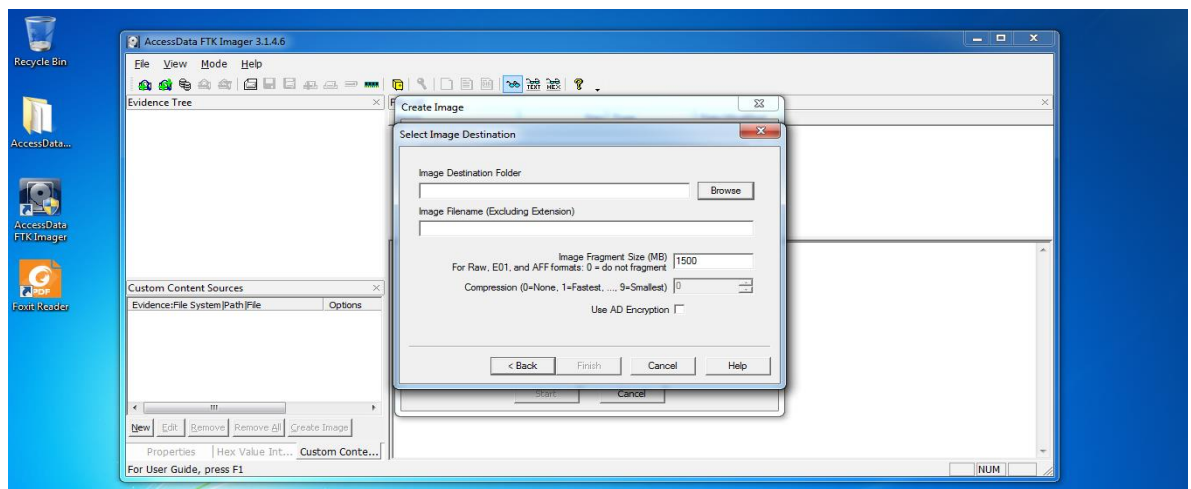 Recycle Bin
AccessData...
AccessData
FTK Imager
PDF
Foxit Reader
AccessData FTK Imager 3.1.4.6
File View Mode Help
TEXT HEX
Evidence Tree
Create Image
Select Image Destination
Image Destination Folder
Browse
Image Filename (Excluding Extension)
Image Fragment Size (MB)
For Raw, E01, and AFF formats: 0 = do not fragment
1500
Compression (0=None, 1=Fastest, ..., 9=Smallest)
0
Use AD Encryption
< Back Finish Cancel Help
Start Cancel
Custom Content Sources
Evidence:File System|Path|File Options
New Edit Remove Remove All Create Image
Properties Hex Value Int... Custom Conte...
For User Guide, press F1
NUM